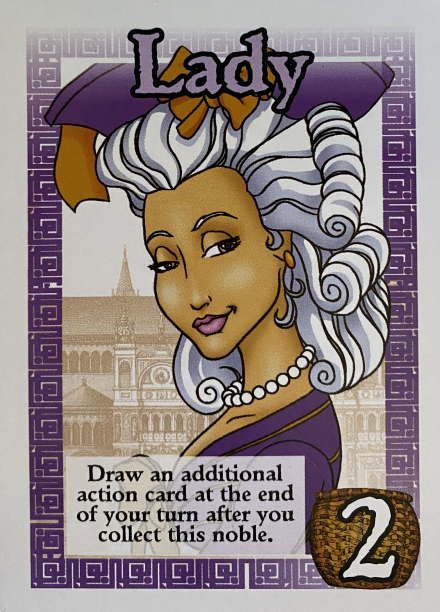 Lady
Draw an additional
action card at the end
of your turn after you
collect this noble.
2